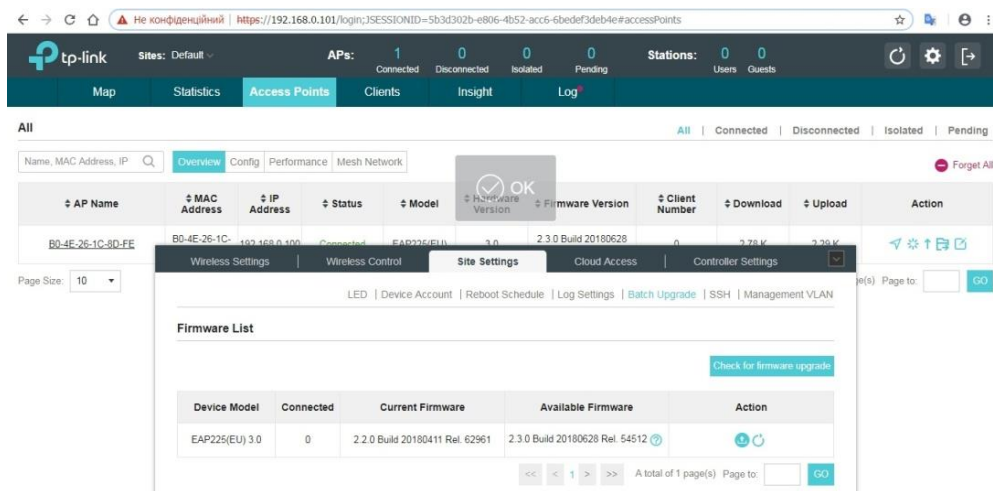 Не конфіденційний | https://192.168.0.101/login;JSESSIONID=5b3d302b-e806-4b52-acc6-6bedef3deb4e#accessPoints
tp-link Sites: Default APs: 1 Connected 0 Disconnected 0 Isolated 0 Pending Stations: 0 Users 0 Guests
Map Statistics Access Points Clients Insight Log
All All | Connected | Disconnected | Isolated | Pending
Name, MAC Address, IP Overview Config Performance Mesh Network Forget All
OK
AP Name MAC Address IP Address Status Model Hardware Version Firmware Version Client Number Download Upload Action
B0-4E-26-1C-8D-FE B0-4E-26-1C- 192.168.0.100 Connected EAP225(EU) 3.0 2.3.0 Build 20180628 0 2.78 K 2.29 K
Wireless Settings | Wireless Control Site Settings Cloud Access | Controller Settings
Page Size: 10 Page to: GO
LED | Device Account | Reboot Schedule | Log Settings | Batch Upgrade | SSH | Management VLAN
Firmware List
Check for firmware upgrade
Device Model Connected Current Firmware Available Firmware Action
EAP225(EU) 3.0 0 2.2.0 Build 20180411 Rel. 62961 2.3.0 Build 20180628 Rel. 54512
<< < 1 > >> A total of 1 page(s) Page to: GO